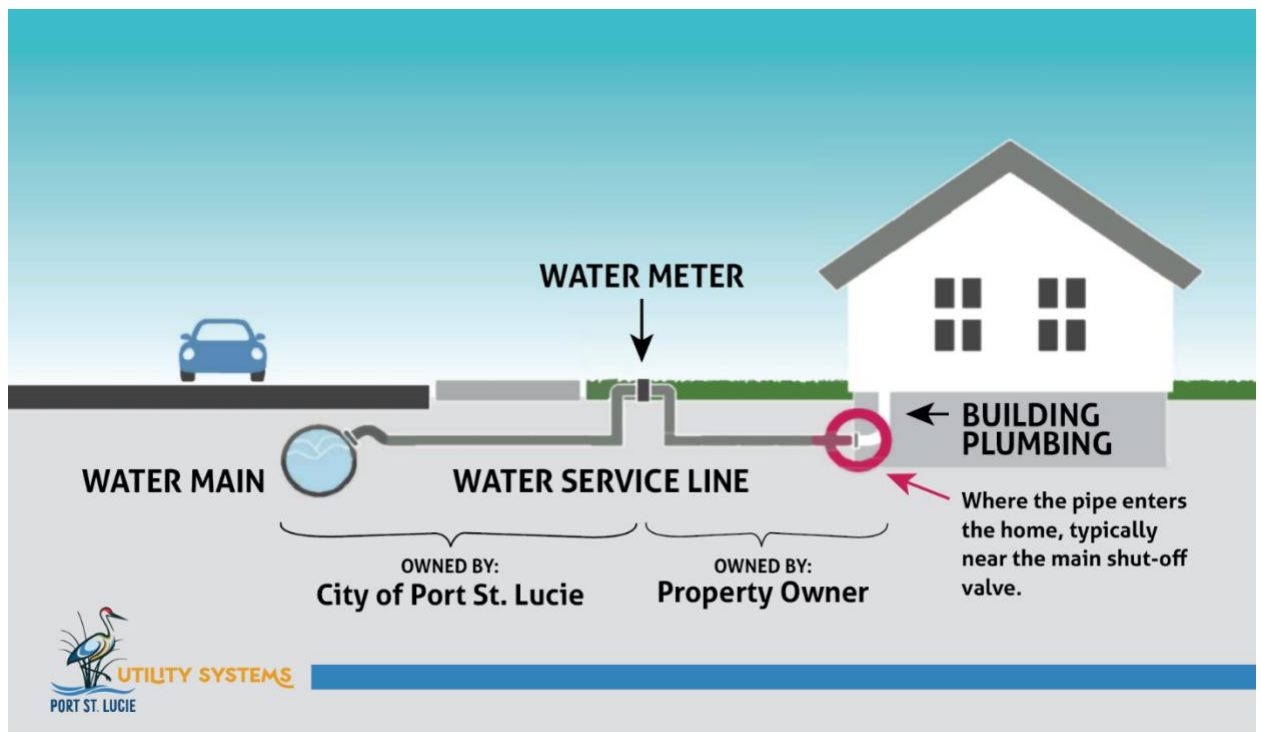 WATER METER
BUILDING
PLUMBING
WATER MAIN
WATER SERVICE LINE
Where the pipe enters
the home, typically
near the main shut-off
valve.
OWNED BY:
City of Port St. Lucie
OWNED BY:
Property Owner
UTILITY SYSTEMS
PORT ST. LUCIE